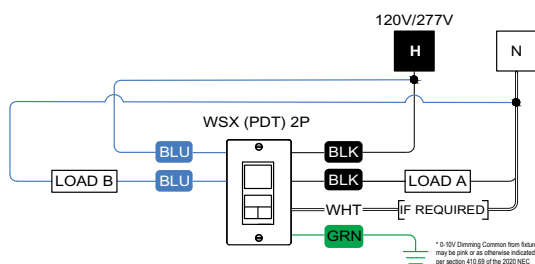 120V/277V
H
N
WSX (PDT) 2P
BLU
BLK
LOAD B
BLU
BLK
LOAD A
WHT
IF REQUIRED
GRN
* 0-10V Dimming Common from fixture
may be pink or as otherwise indicated
per section 410.69 of the 2020 NEC